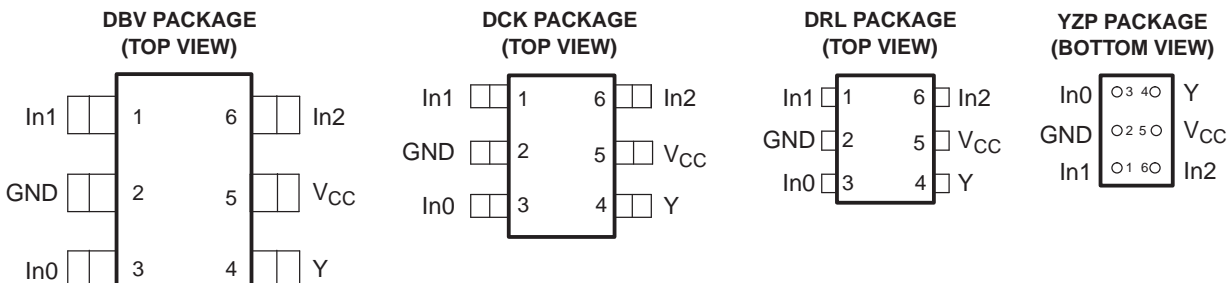 DBV PACKAGE
(TOP VIEW)
In1 1 6 In2
GND 2 5 VCC
In0 3 4 Y
DCK PACKAGE
(TOP VIEW)
In1 1 6 In2
GND 2 5 VCC
In0 3 4 Y
DRL PACKAGE
(TOP VIEW)
In1 1 6 In2
GND 2 5 VCC
In0 3 4 Y
YZP PACKAGE
(BOTTOM VIEW)
In0 3 4 Y
GND 2 5 VCC
In1 1 6 In2